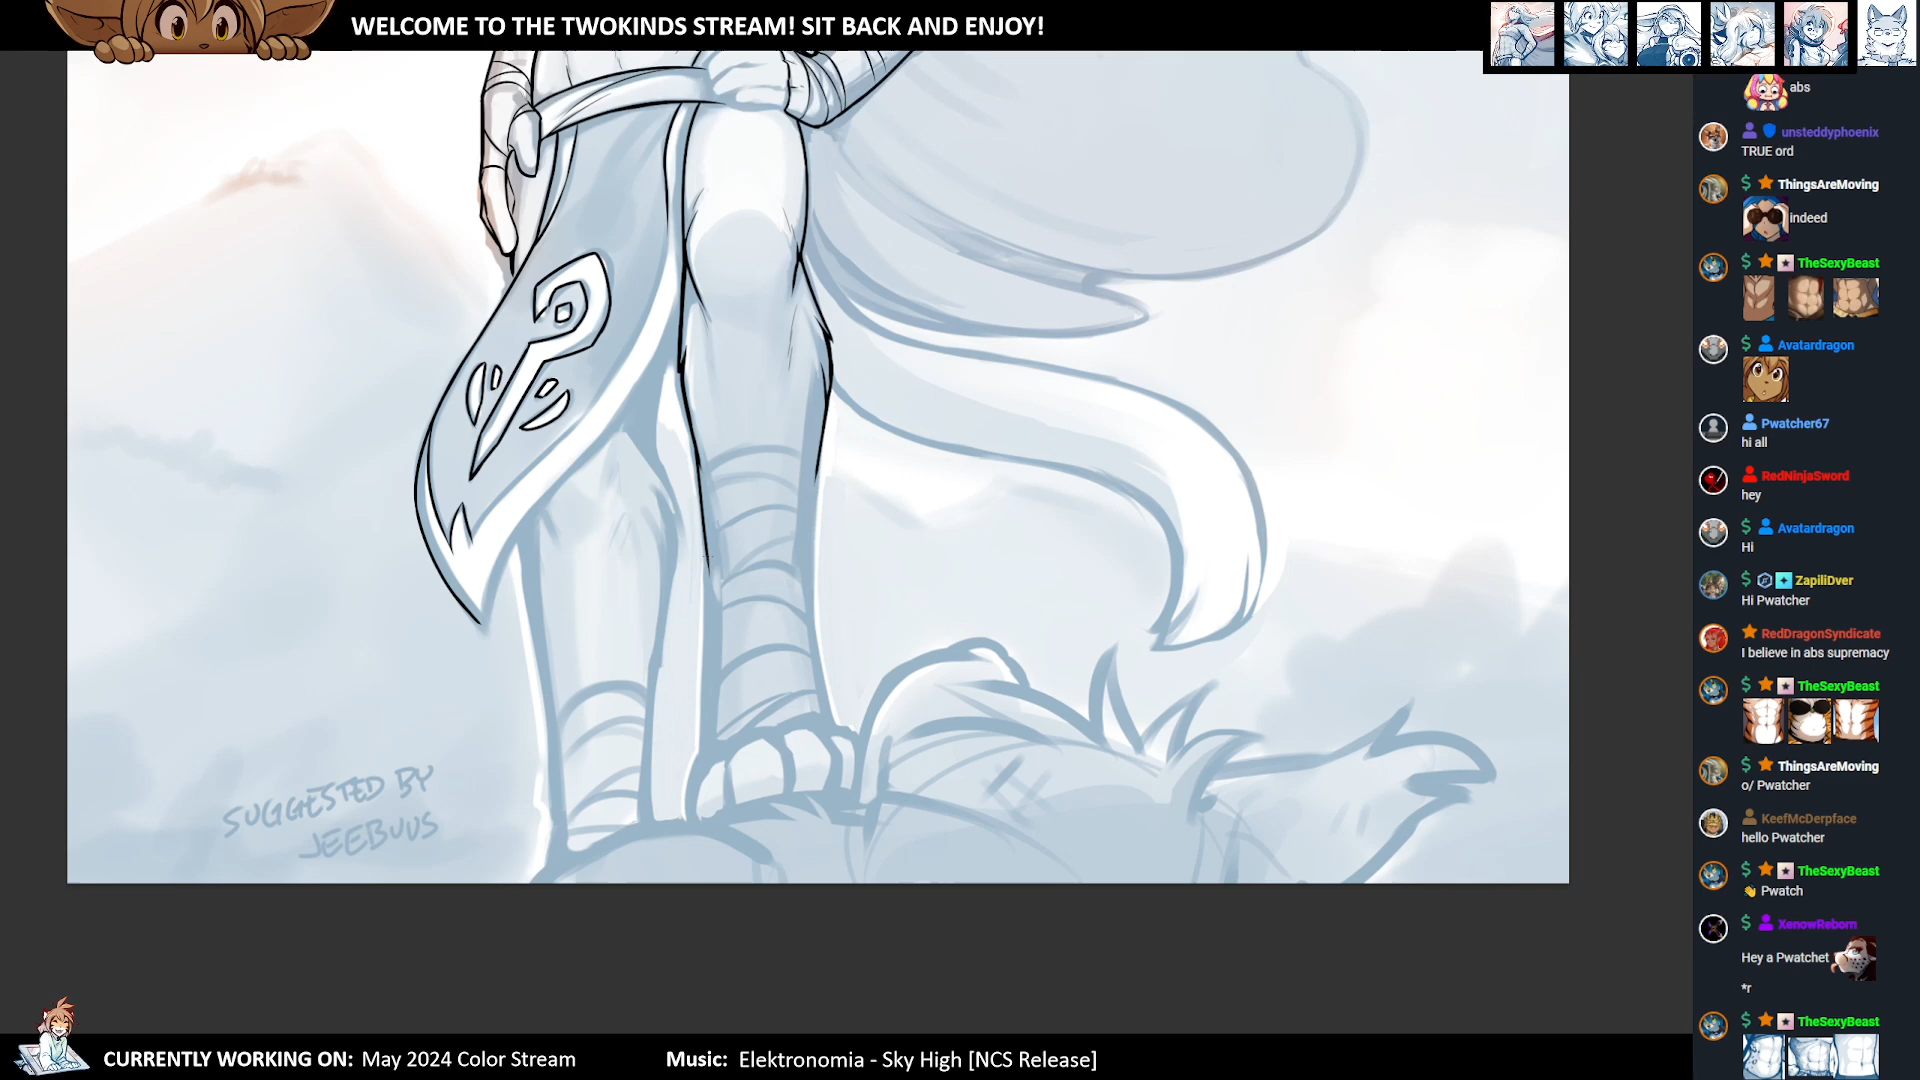 WELCOME TO THE TWOKINDS STREAM! SIT BACK AND ENJOY!
abs
unsteddyphoenix
TRUE ord
ThingsAreMoving
indeed
TheSexyBeast
Avatardragon
Pwatcher67
hi all
RedNinjaSword
hey
Avatardragon
Hi
ZapiliDver
Hi Pwatcher
RedDragonSyndicate
I believe in abs supremacy
TheSexyBeast
ThingsAreMoving
o/ Pwatcher
KeefMcDerpface
hello Pwatcher
TheSexyBeast
Pwatch
XenowReborn
Hey a Pwatchet
*r
TheSexyBeast
SUGGESTED BY
JEEBUUS
CURRENTLY WORKING ON: May 2024 Color Stream
Music: Elektronomia - Sky High [NCS Release]